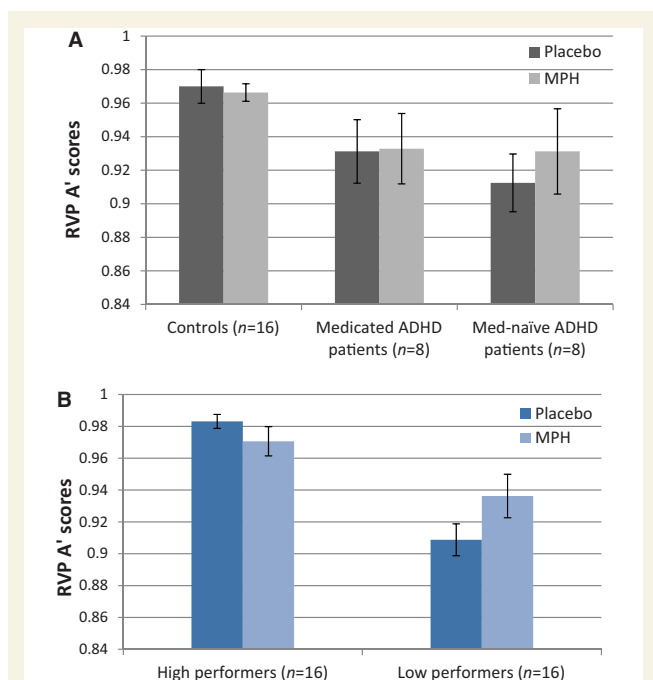 A
1
0.98
0.96
0.94
0.92
0.9
0.88
0.86
0.84
RVP A' scores
Placebo
MPH
Controls (n=16)
Medicated ADHD
patients (n=8)
Med-naïve ADHD
patients (n=8)
B
1
0.98
0.96
0.94
0.92
0.9
0.88
0.86
0.84
RVP A' scores
Placebo
MPH
High performers (n=16)
Low performers (n=16)